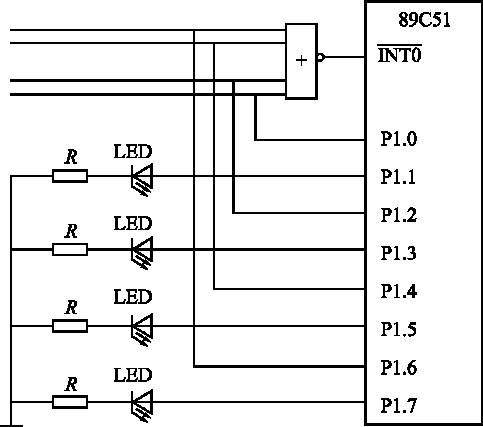 89C51
+
INT0
P1.0
R LED P1.1
P1.2
R LED P1.3
P1.4
R LED P1.5
P1.6
R LED P1.7